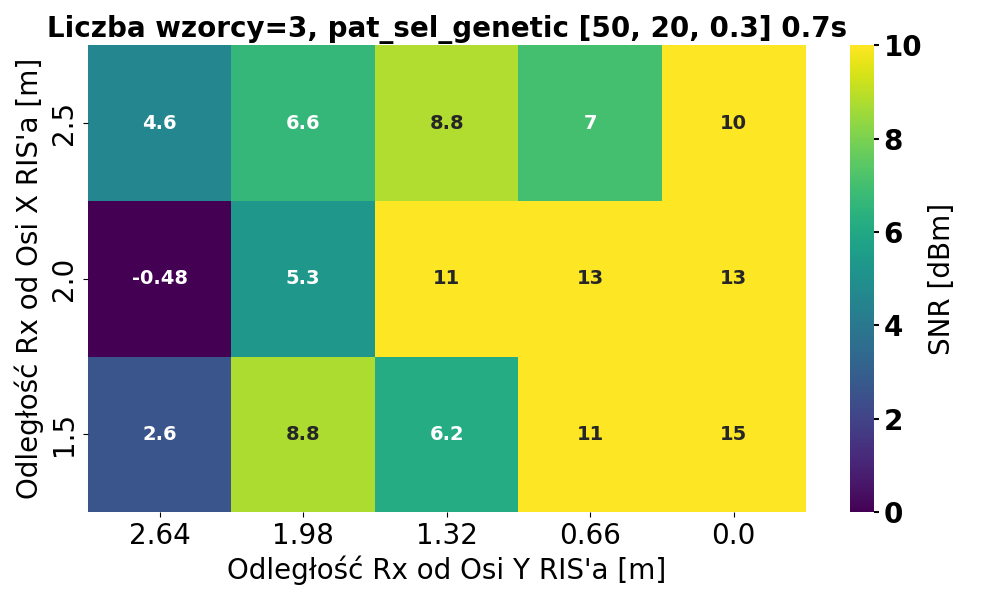 Liczba wzorcy=3, pat_sel_genetic [50, 20, 0.3] 0.7s
Odległość Rx od Osi X RIS'a [m]
2.5
2.0
1.5
4.6 6.6 8.8 7 10
-0.48 5.3 11 13 13
2.6 8.8 6.2 11 15
2.64 1.98 1.32 0.66 0.0
Odległość Rx od Osi Y RIS'a [m]
10
8
6
4
2
0
SNR [dBm]